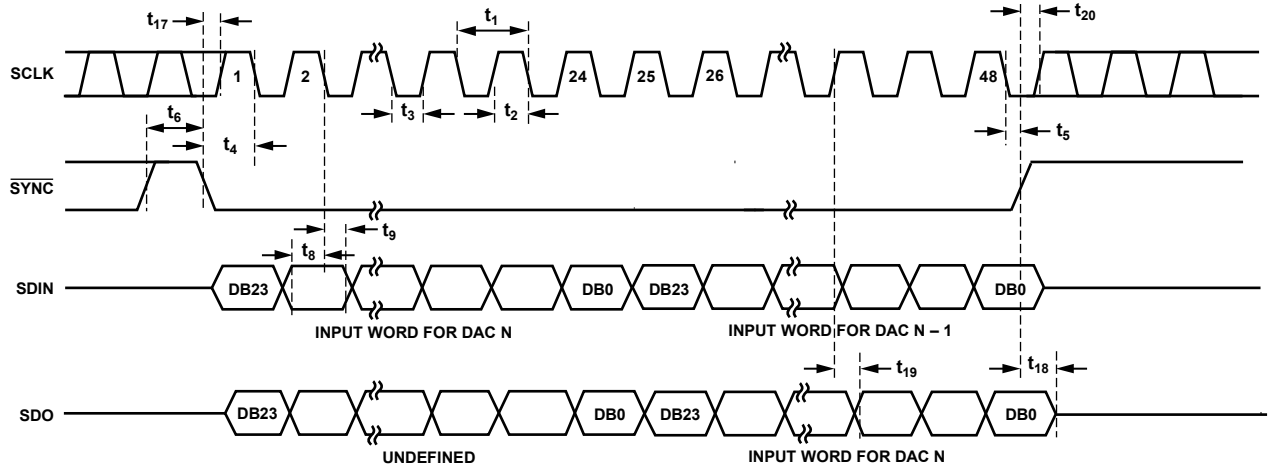 t17
t1
t20
SCLK
1
2
24
25
26
48
t3
t2
t6
t4
t5
SYNC
t8
t9
SDIN
DB23
DB0
DB23
DB0
INPUT WORD FOR DAC N
INPUT WORD FOR DAC N – 1
t19
t18
SDO
DB23
DB0
DB23
DB0
UNDEFINED
INPUT WORD FOR DAC N